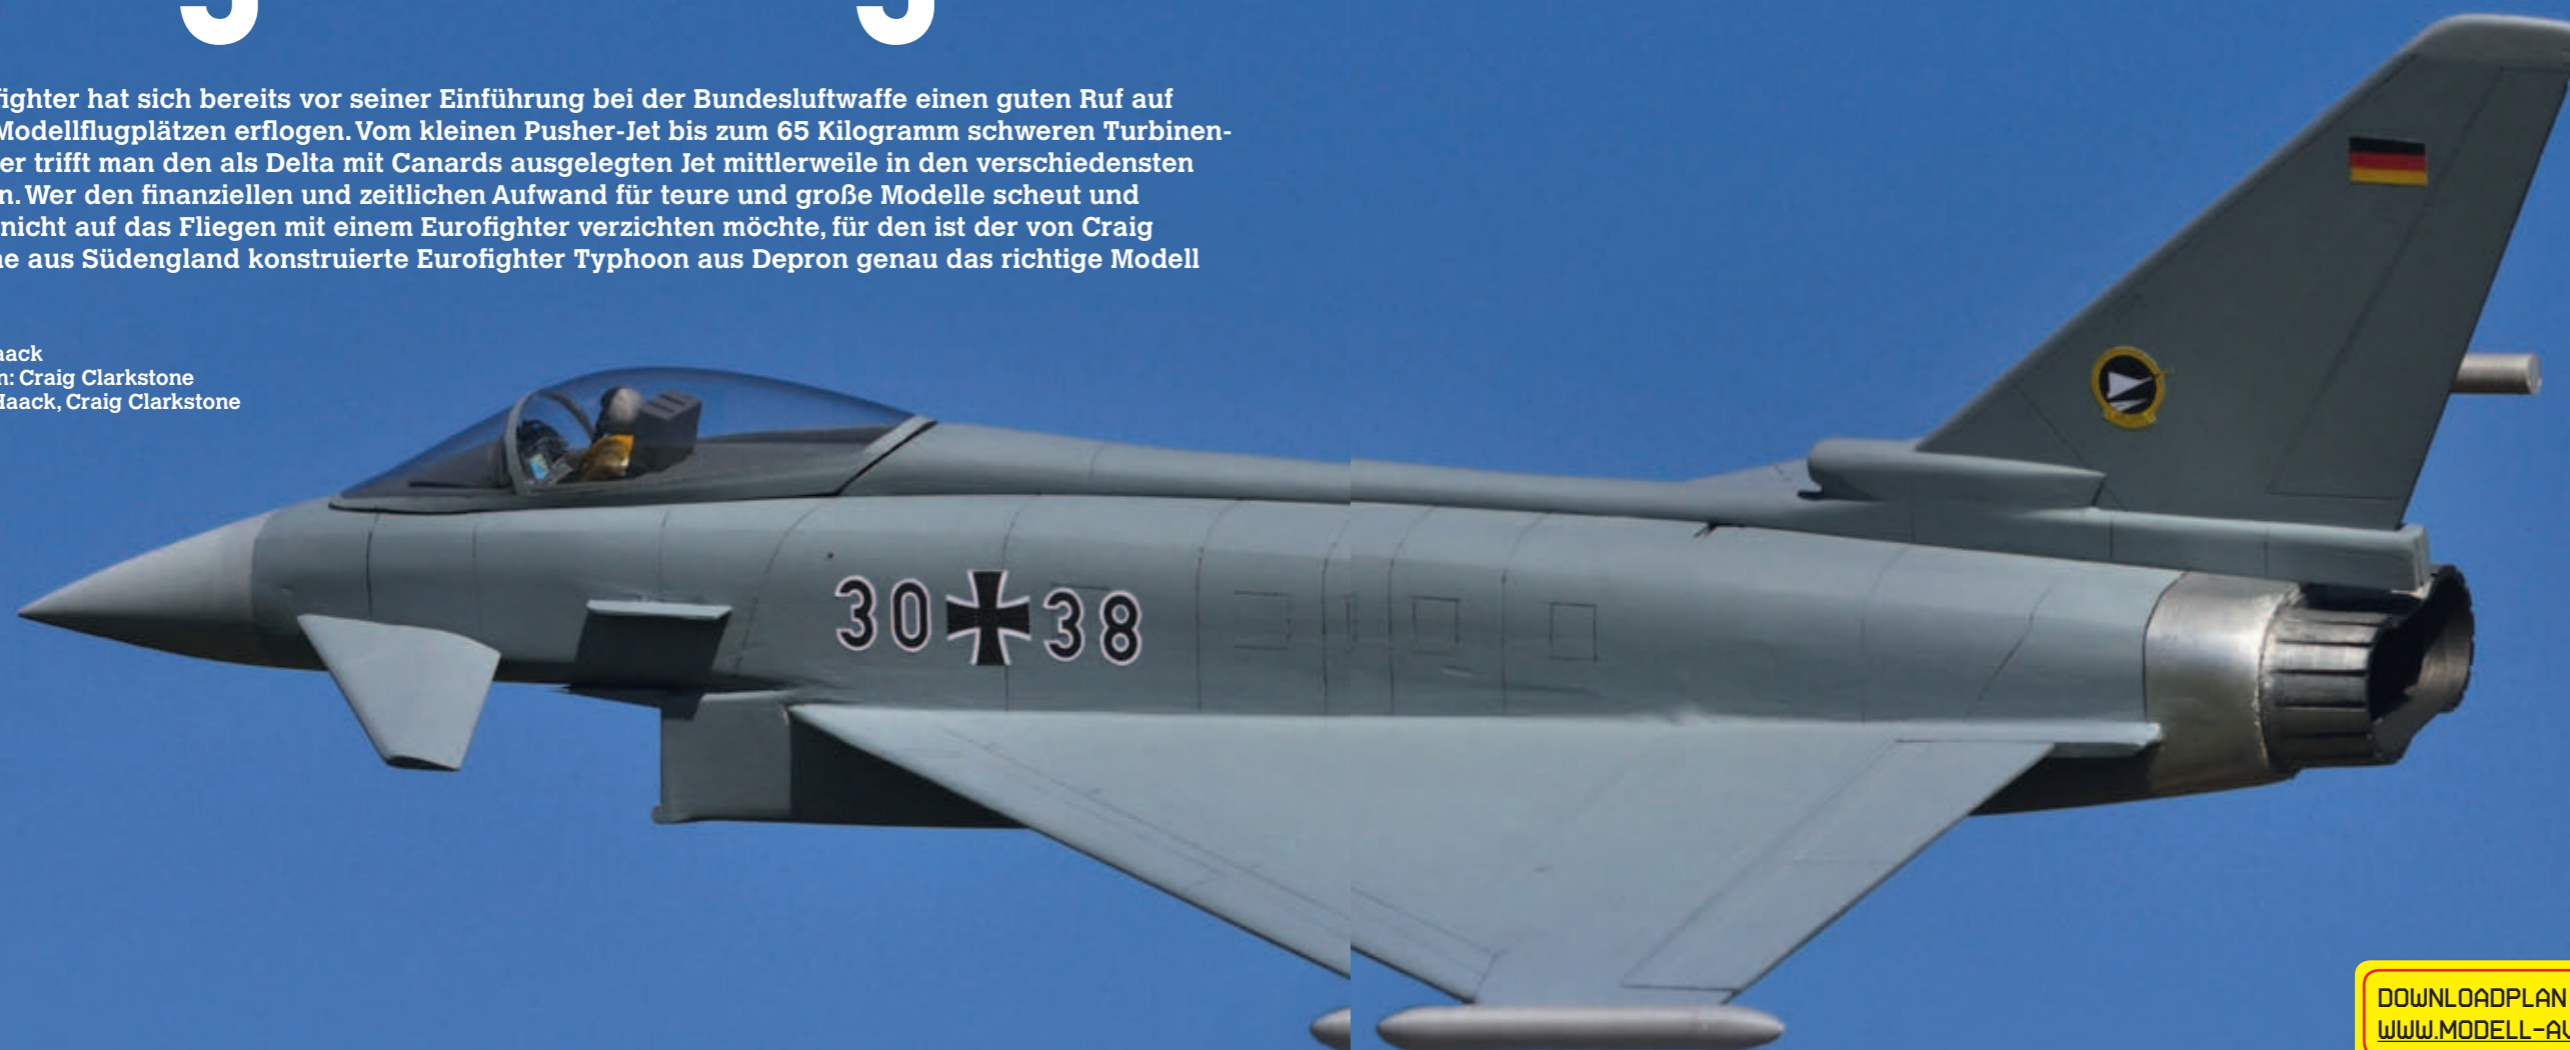 fighter hat sich bereits vor seiner Einführung bei der Bundesluftwaffe einen guten Ruf auf
Modellflugplätzen erflogen. Vom kleinen Pusher-Jet bis zum 65 Kilogramm schweren Turbinen-
er trifft man den als Delta mit Canards ausgelegten Jet mittlerweile in den verschiedensten
n. Wer den finanziellen und zeitlichen Aufwand für teure und große Modelle scheut und
nicht auf das Fliegen mit einem Eurofighter verzichten möchte, für den ist der von Craig
ne aus Südengland konstruierte Eurofighter Typhoon aus Depron genau das richtige Modell
aack
n: Craig Clarkstone
Haack, Craig Clarkstone
30 38
DOWNLOADPLAN
WWW.MODELL-AV